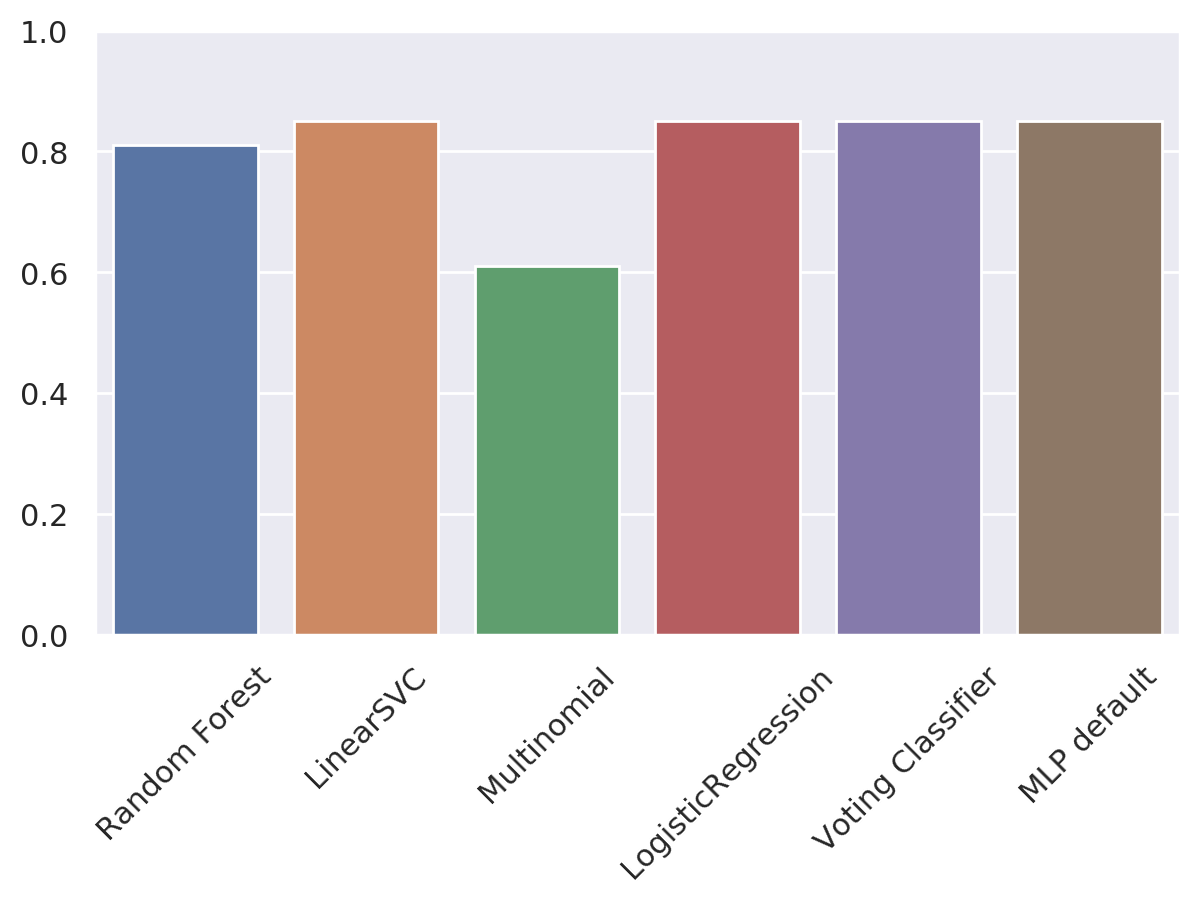 1.0
0.8
0.6
0.4
0.2
0.0
Random Forest
LinearSVC
Multinomial
LogisticRegression
Voting Classifier
MLP default